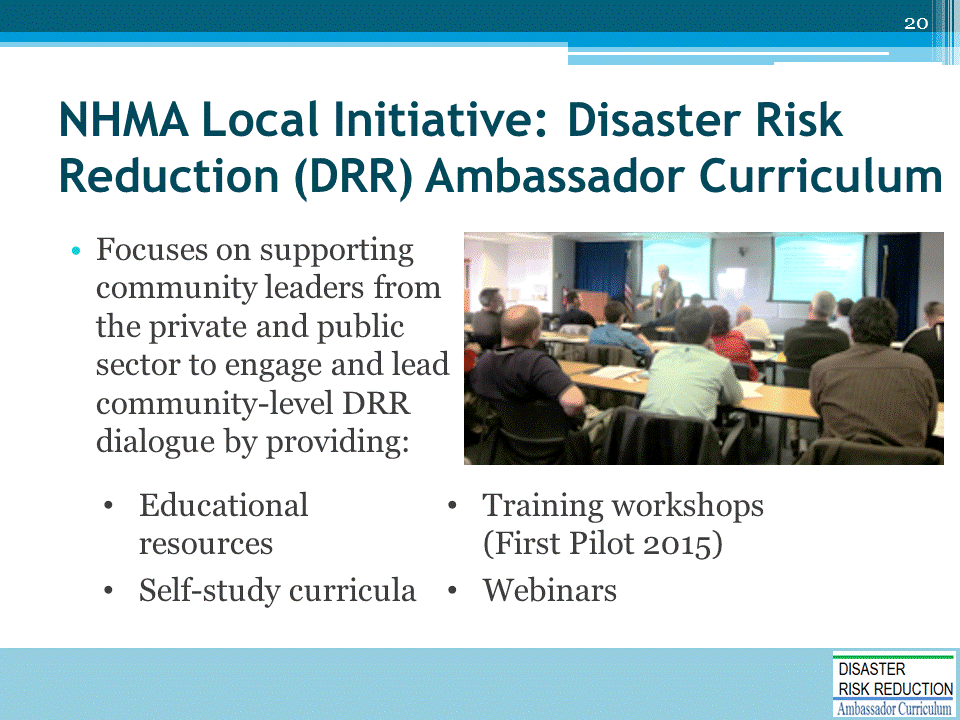 20
NHMA Local Initiative: Disaster Risk
Reduction (DRR) Ambassador Curriculum
• Focuses on supporting
community leaders from
the private and public
sector to engage and lead
community-level DRR
dialogue by providing:
• Educational
resources
• Self-study curricula
• Training workshops
(First Pilot 2015)
• Webinars
DISASTER
RISK REDUCTION
Ambassador Curriculum